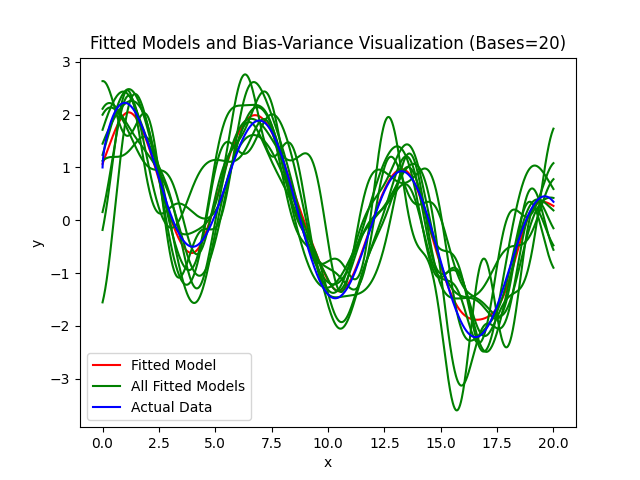 Fitted Models and Bias-Variance Visualization (Bases=20)
3
2
1
0
−1
−2
−3
y
Fitted Model
All Fitted Models
Actual Data
0.0 2.5 5.0 7.5 10.0 12.5 15.0 17.5 20.0
x